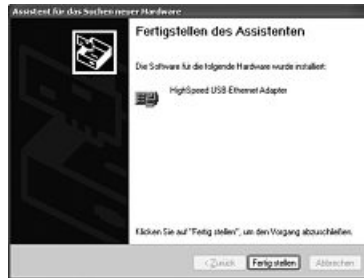 Assistent für das Suchen neuer Hardware
Fertigstellen des Assistenten
Die Software für die folgende Hardware wurde installiert:
HighSpeed USB-Ethernet Adapter
Klicken Sie auf "Fertig stellen", um den Vorgang abzuschließen.
< Zurück Fertig stellen Abbrechen